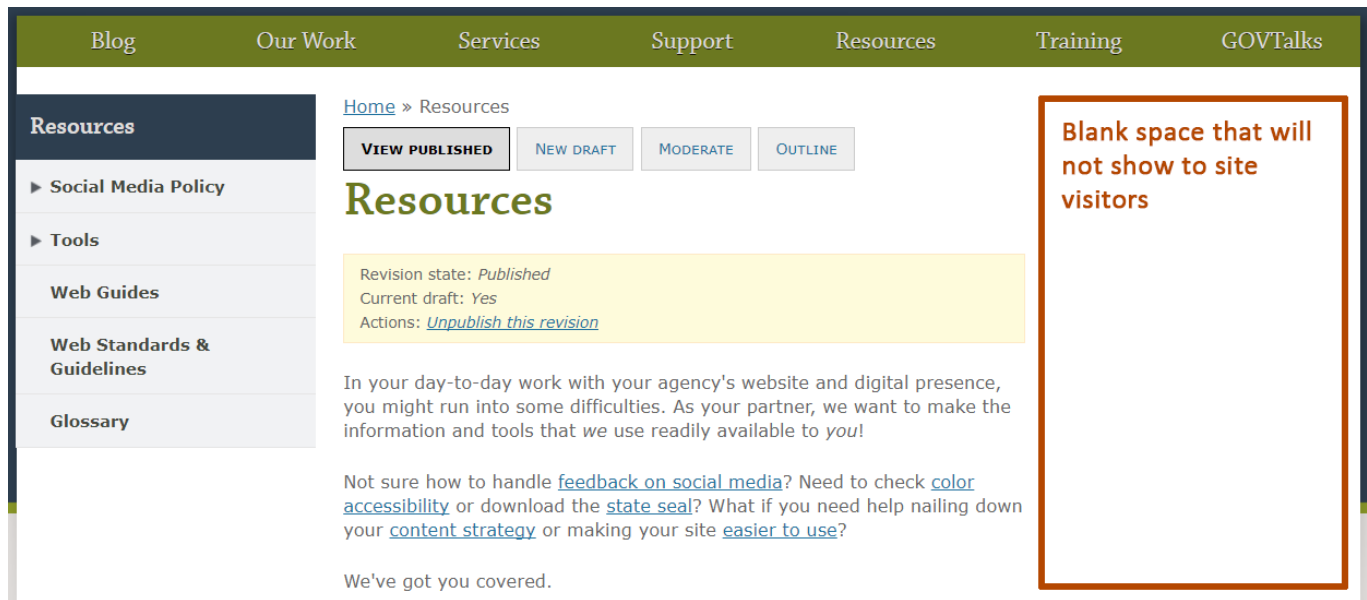 Blog Our Work Services Support Resources Training GOVTalks
Resources
Social Media Policy
Tools
Web Guides
Web Standards &
Guidelines
Glossary
Home » Resources
VIEW PUBLISHED NEW DRAFT MODERATE OUTLINE
Resources
Revision state: Published
Current draft: Yes
Actions: Unpublish this revision
In your day-to-day work with your agency's website and digital presence,
you might run into some difficulties. As your partner, we want to make the
information and tools that we use readily available to you!
Not sure how to handle feedback on social media? Need to check color
accessibility or download the state seal? What if you need help nailing down
your content strategy or making your site easier to use?
We've got you covered.
Blank space that will
not show to site
visitors